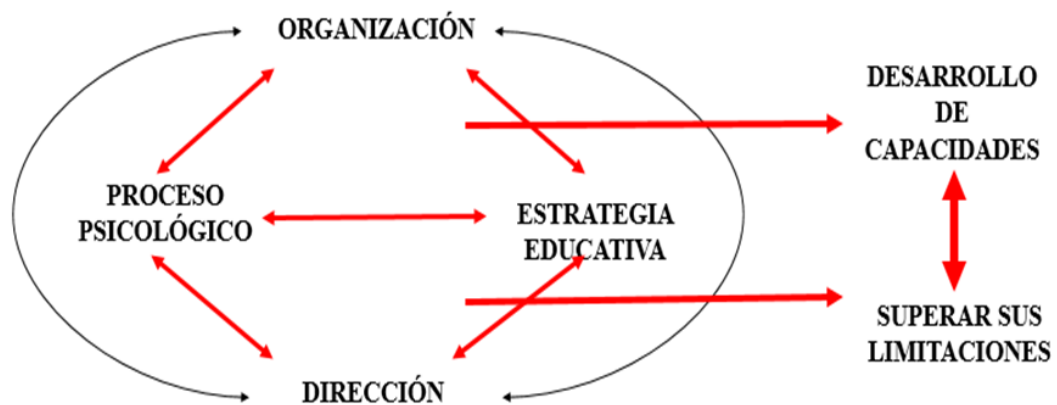 ORGANIZACIÓN
PROCESO
PSICOLÓGICO
ESTRATEGIA
EDUCATIVA
DIRECCIÓN
DESARROLLO
DE
CAPACIDADES
SUPERAR SUS
LIMITACIONES